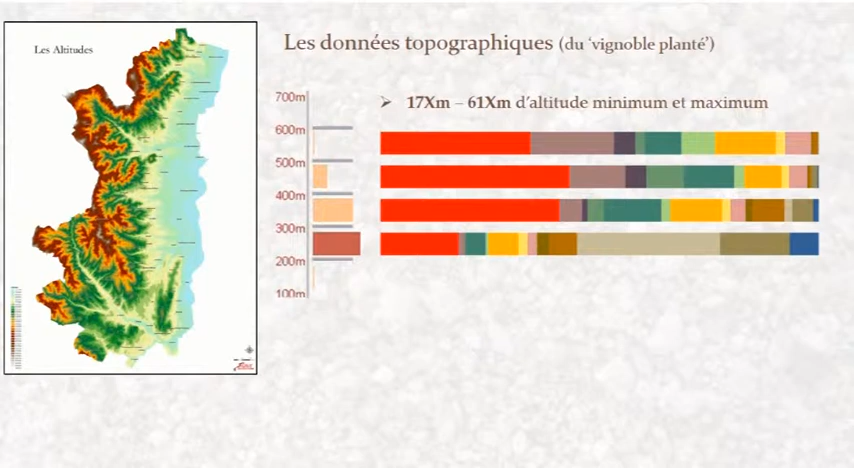 Les données topographiques (du ‘vignoble planté’)
Les Altitudes
➢ 17Xm – 61Xm d'altitude minimum et maximum
700m
600m
500m
400m
300m
200m
100m